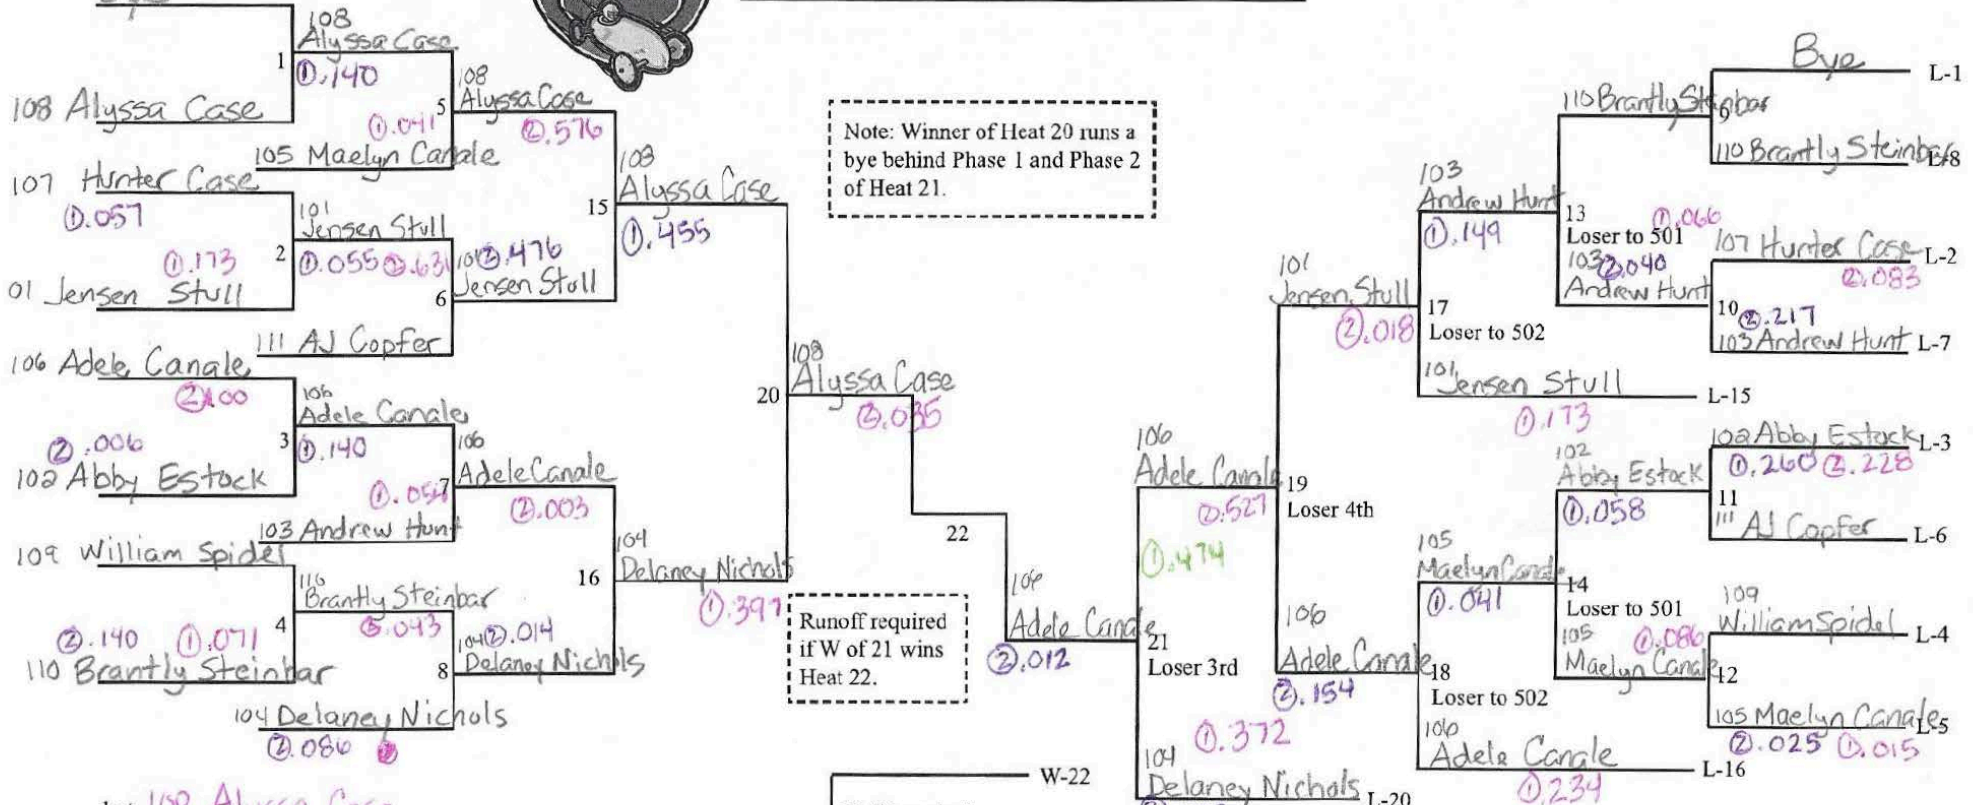 Bye
108 Alyssa Case
107 Hunter Case
①.057
①.173
01 Jensen Stull
106 Adele Canale
②.100
②.006
102 Abby Estock
109 William Spidel
②.140 ①.071
110 Brantly Steinbar
1
2
3
4
108
Alyssa Case
①.140
①.041
105 Maelyn Canale
101
Jensen Stull
①.055
111 AJ Copfer
106
Adele Canale
①.140
103 Andrew Hunt
110
Brantly Steinbar
.043
104 Delaney Nichols
②.086
5
6
7
8
108
Alyssa Case
②.576
②.476
Jensen Stull
106
Adele Canale
②.003
104 ②.014
Delaney Nichols
15
16
108
Alyssa Case
①.455
104
Delaney Nichols
①.397
20
108
Alyssa Case
22
106
Adele Canale
②.012
Note: Winner of Heat 20 runs a
bye behind Phase 1 and Phase 2
of Heat 21.
Runoff required
if W of 21 wins
Heat 22.
W-22
106
Adele Canale
②.527
①.474
21
Loser 3rd
①.372
104
Delaney Nichols L-20
101
Jensen Stull
②.018
19
Loser 4th
106
Adele Canale
②.154
103
Andrew Hunt
①.149
17
Loser to 502
101
Jensen Stull L-15
①.173
105
Maelyn Canale
①.041
18
Loser to 502
106
Adele Canale L-16
①.234
110 Brantly Steinbar
13
Loser to 501
①.066
103 ②.040
Andrew Hunt
102
Abby Estock
①.058
14
Loser to 501
105 ①.086
Maelyn Canale
Bye L-1
9
110 Brantly Steinbar L-8
107 Hunter Case L-2
②.083
10 ②.217
103 Andrew Hunt L-7
102 Abby Estock L-3
①.260 ②.228
11
111 AJ Copfer L-6
109
William Spidel L-4
12
105 Maelyn Canale L-5
②.025 ①.015
108 Alyssa Case